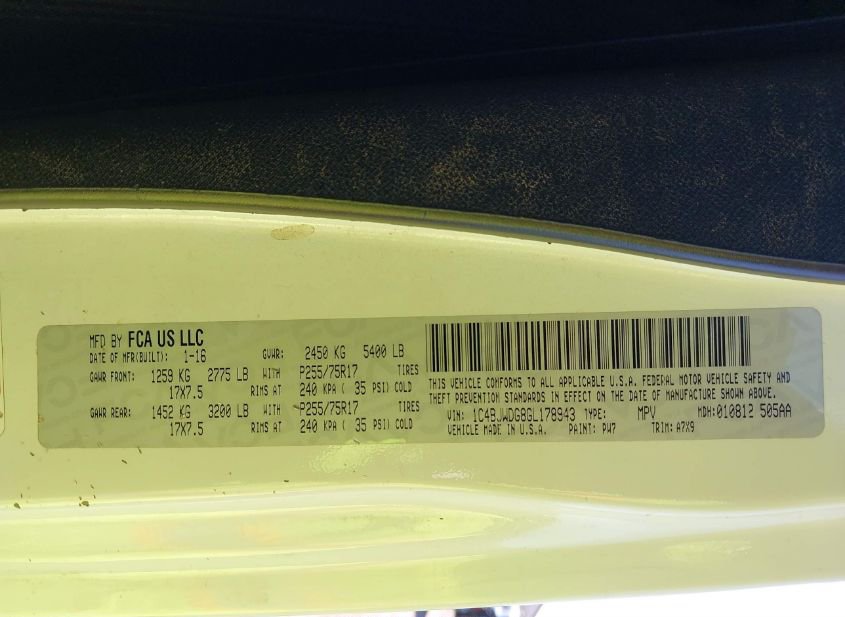 MFD BY FCA US LLC
DATE OF MFR(BUILT): 1-16 GVWR: 2450 KG 5400 LB
GAWR FRONT: 1259 KG 2775 LB WITH P255/75R17 TIRES
17X7.5 RIMS AT 240 KPA ( 35 PSI) COLD
GAWR REAR: 1452 KG 3200 LB WITH P255/75R17 TIRES
17X7.5 RIMS AT 240 KPA ( 35 PSI) COLD
THIS VEHICLE CONFORMS TO ALL APPLICABLE U.S.A. FEDERAL MOTOR VEHICLE SAFETY AND
THEFT PREVENTION STANDARDS IN EFFECT ON THE DATE OF MANUFACTURE SHOWN ABOVE.
VIN: 1C4BJWDG8GL178943 TYPE: MPV MDH:010812 505AA
VEHICLE MADE IN U.S.A. PAINT: PW7 TRIM: A7X9